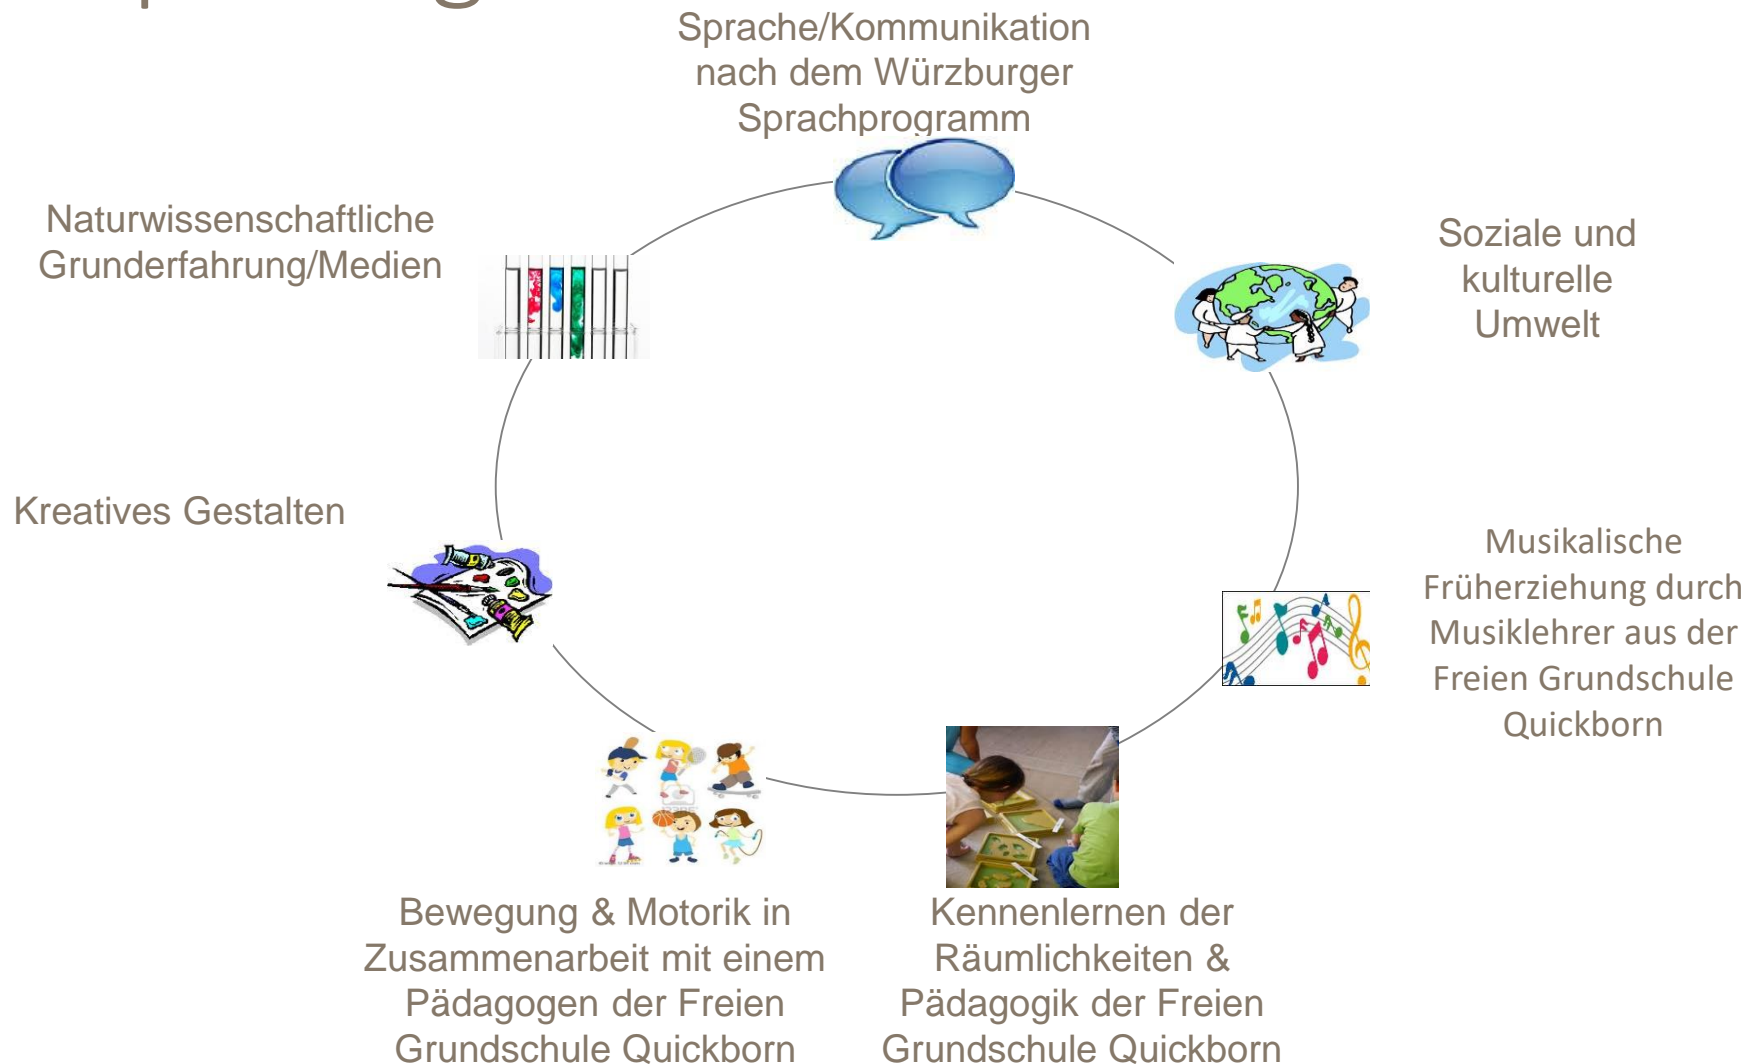 Sprache/Kommunikation
nach dem Würzburger
Sprachprogramm
Soziale und
kulturelle
Umwelt
Musikalische
Früherziehung durch
Musiklehrer aus der
Freien Grundschule
Quickborn
Kennenlernen der
Räumlichkeiten &
Pädagogik der Freien
Grundschule Quickborn
Bewegung & Motorik in
Zusammenarbeit mit einem
Pädagogen der Freien
Grundschule Quickborn
Kreatives Gestalten
Naturwissenschaftliche
Grunderfahrung/Medien